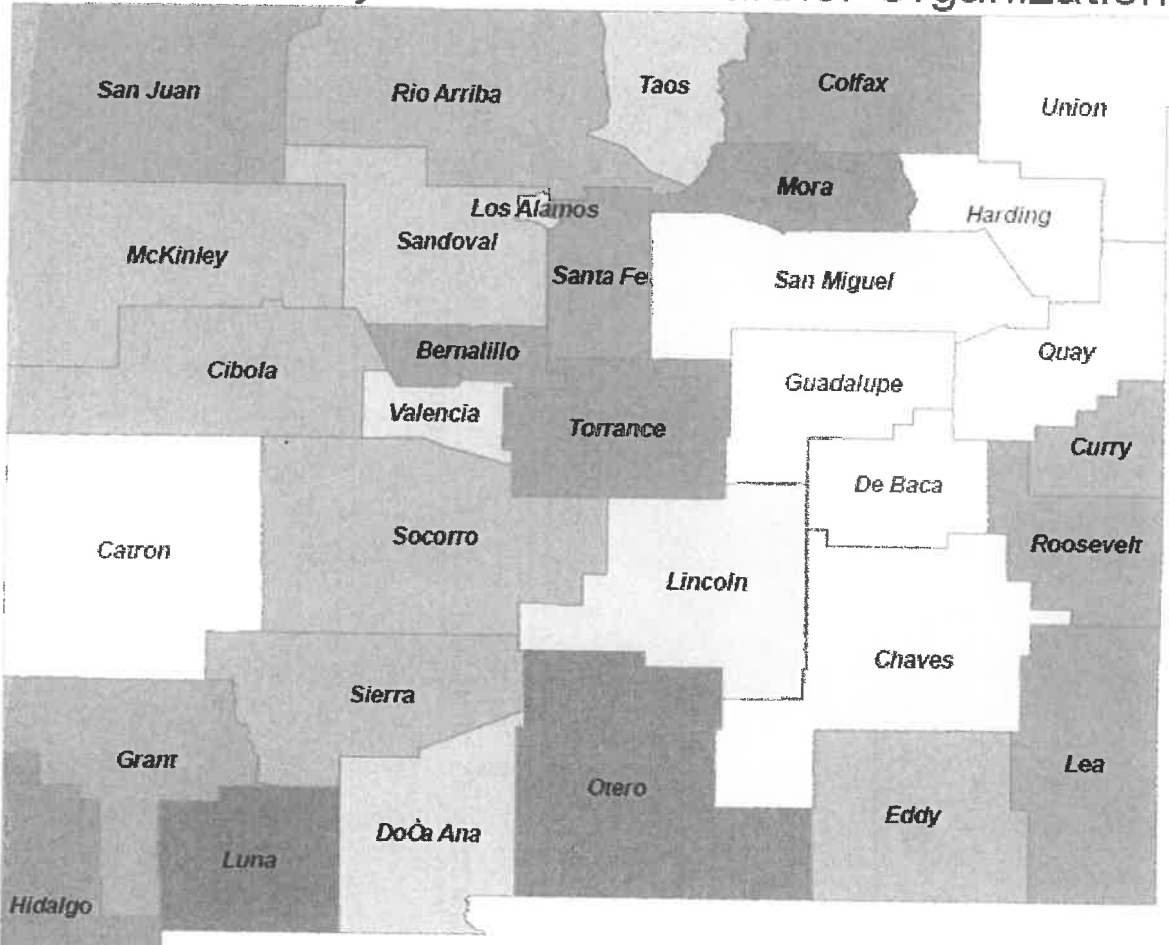 Organization
San Juan
Rio Arriba
Taos
Colfax
Union
Mora
Los Alamos
Harding
McKinley
Sandoval
Santa Fe
San Miguel
Bernalillo
Quay
Cibola
Guadalupe
Valencia
Torrance
Curry
De Baca
Catron
Socorro
Roosevelt
Lincoln
Chaves
Sierra
Grant
Lea
Otero
Eddy
DoÒa Ana
Luna
Hidalgo